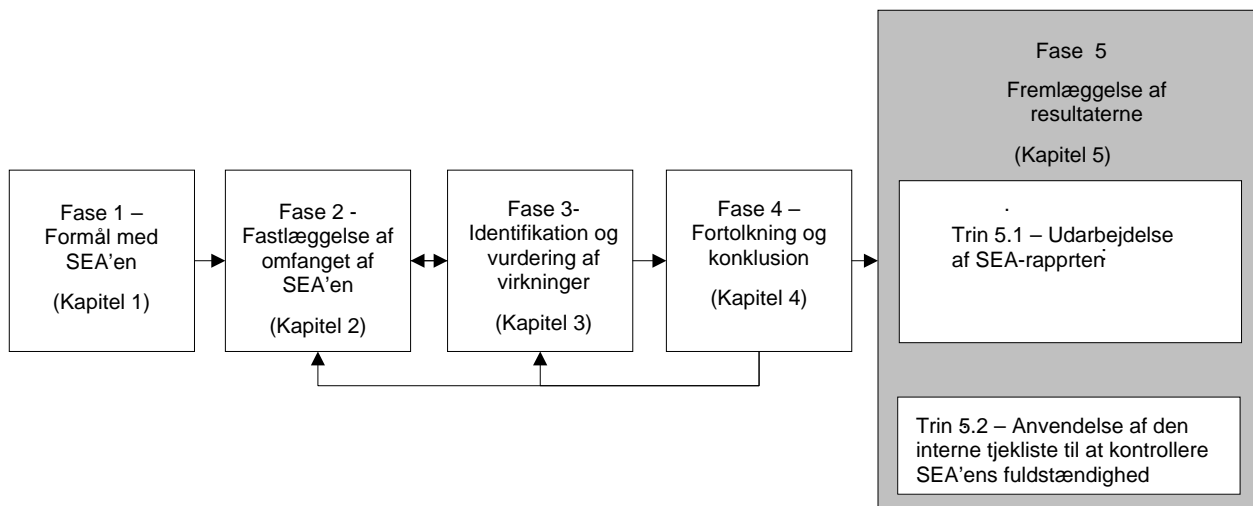 Fase 1 –
Formål med
SEA’en
(Kapitel 1)
Fase 2 -
Fastlæggelse af
omfanget af
SEA’en
(Kapitel 2)
Fase 3-
Identifikation og
vurdering af
virkninger
(Kapitel 3)
Fase 4 –
Fortolkning og
konklusion
(Kapitel 4)
Fase 5
Fremlæggelse af
resultaterne
(Kapitel 5)
Trin 5.1 – Udarbejdelse
af SEA-rapprten
Trin 5.2 – Anvendelse af den
interne tjekliste til at kontrollere
SEA’ens fuldstændighed